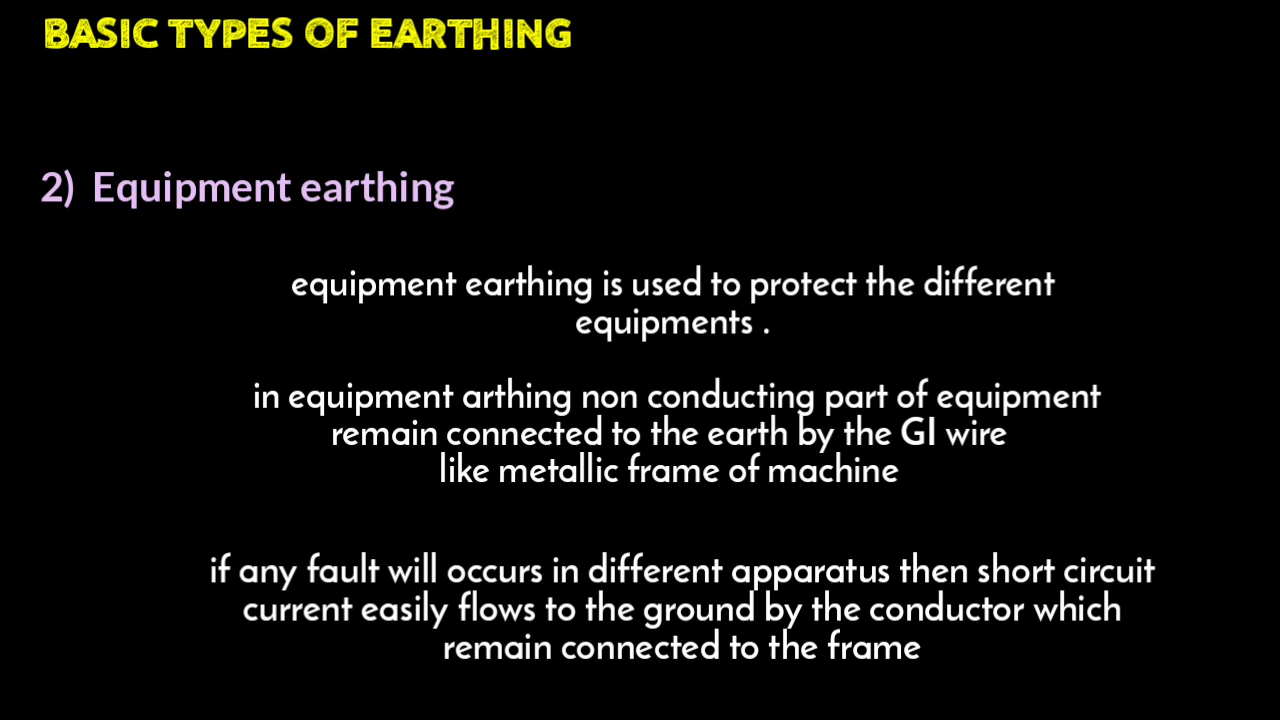 BASIC TYPES OF EARTHING
2) Equipment earthing
equipment earthing is used to protect the different
equipments .
in equipment arthing non conducting part of equipment
remain connected to the earth by the GI wire
like metallic frame of machine
if any fault will occurs in different apparatus then short circuit
current easily flows to the ground by the conductor which
remain connected to the frame